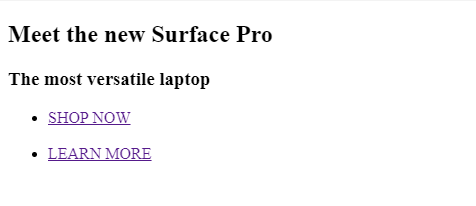 Meet the new Surface Pro
The most versatile laptop
SHOP NOW
LEARN MORE